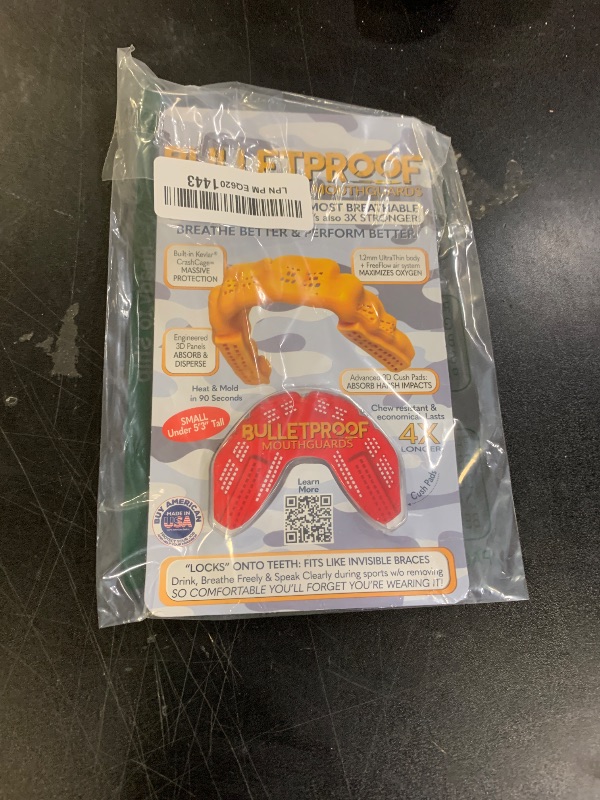 BULLETPROOF
MOUTHGUARDS
LPN PM E06201443
MOST BREATHABLE
's also 3X STRONGER!
BREATHE BETTER & PERFORM BETTER
Built-in Kevlar®
CrashCage™
MASSIVE
PROTECTION
1.2mm UltraThin body
+ FreeFlow air system
MAXIMIZES OXYGEN
Engineered
3D Panels
ABSORB &
DISPERSE
Advanced 3D Cush Pads:
ABSORB HARSH IMPACTS
Heat & Mold
in 90 Seconds
SMALL
Under 5'3" Tall
Chew resistant &
economical. Lasts
4X
LONGER
BULLETPROOF
MOUTHGUARDS
Cush Pads
Learn
More
BUY AMERICAN
MADE IN
USA
"LOCKS" ONTO TEETH: FITS LIKE INVISIBLE BRACES
Drink, Breathe Freely & Speak Clearly during sports w/o removing
SO COMFORTABLE YOU'LL FORGET YOU'RE WEARING IT!